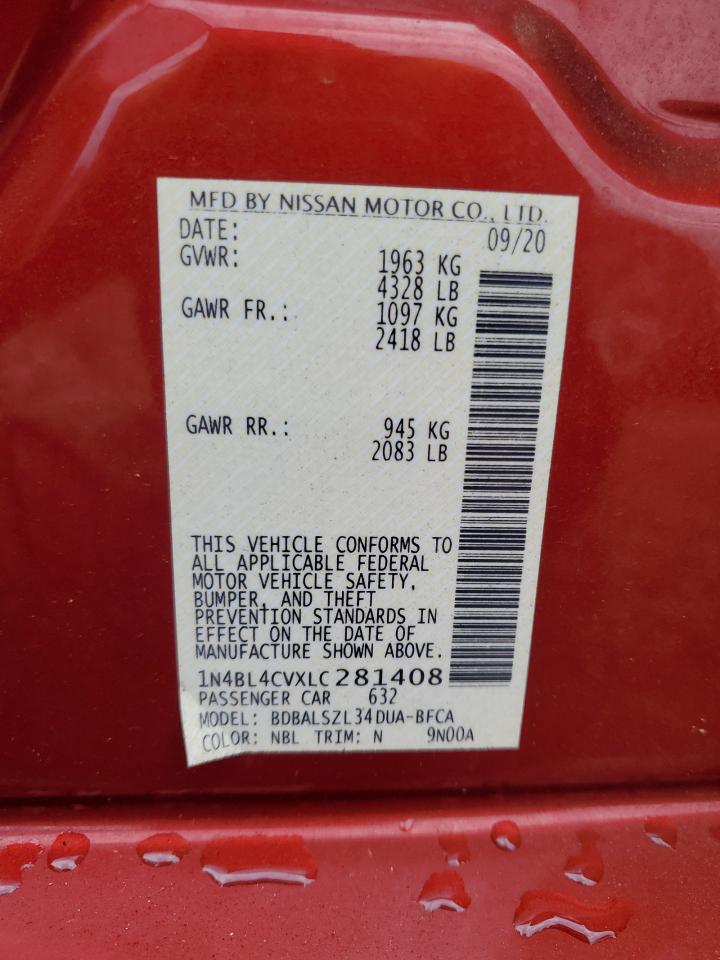 MFD BY NISSAN MOTOR CO., LTD.
DATE: 09/20
GVWR: 1963 KG
4328 LB
GAWR FR.: 1097 KG
2418 LB
GAWR RR.: 945 KG
2083 LB
THIS VEHICLE CONFORMS TO
ALL APPLICABLE FEDERAL
MOTOR VEHICLE SAFETY,
BUMPER, AND THEFT
PREVENTION STANDARDS IN
EFFECT ON THE DATE OF
MANUFACTURE SHOWN ABOVE.
1N4BL4CVXLC281408
PASSENGER CAR 632
MODEL: BDBALSZL34DUA-BFCA
COLOR: NBL TRIM: N 9N00A